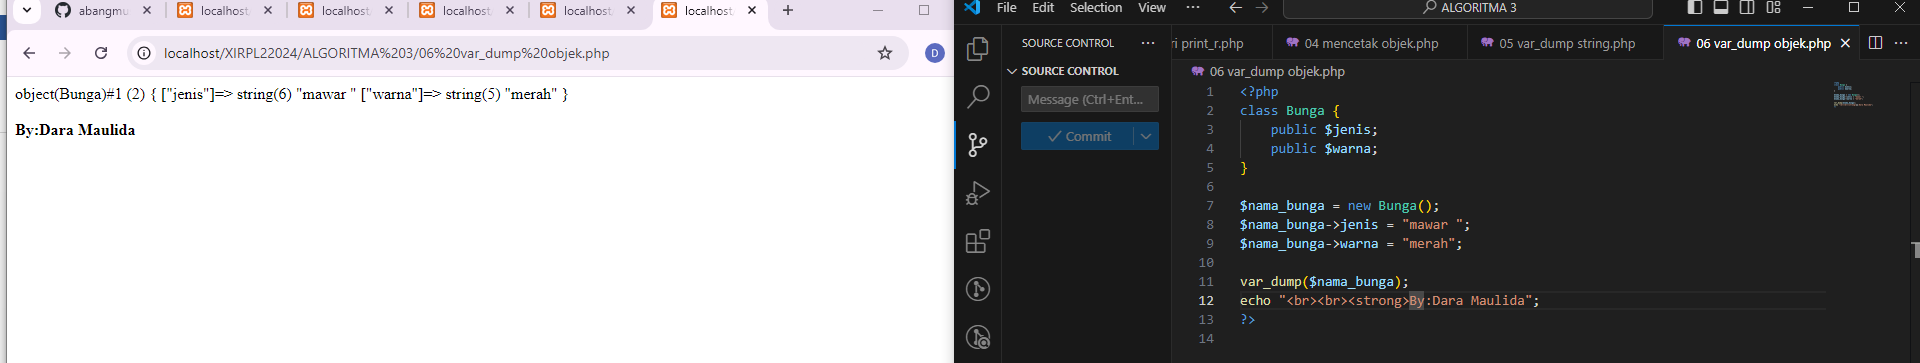 abangmu
localhost/
localhost/
localhost/
localhost/
localhost/
localhost/XIRPL22024/ALGORITMA%203/06%20var_dump%20objek.php
D
object(Bunga)#1 (2) { ["jenis"]=> string(6) "mawar " ["warna"]=> string(5) "merah" }
By:Dara Maulida
File Edit Selection View ···
ALGORITMA 3
SOURCE CONTROL ···
SOURCE CONTROL
Message (Ctrl+Ent...
Commit
ri print_r.php
04 mencetak objek.php
05 var_dump string.php
06 var_dump objek.php
06 var_dump objek.php
1 <?php
2 class Bunga {
3     public $jenis;
4     public $warna;
5 }
6
7 $nama_bunga = new Bunga();
8 $nama_bunga->jenis = "mawar ";
9 $nama_bunga->warna = "merah";
10
11 var_dump($nama_bunga);
12 echo "<br><br><strong>By:Dara Maulida";
13 ?>
14